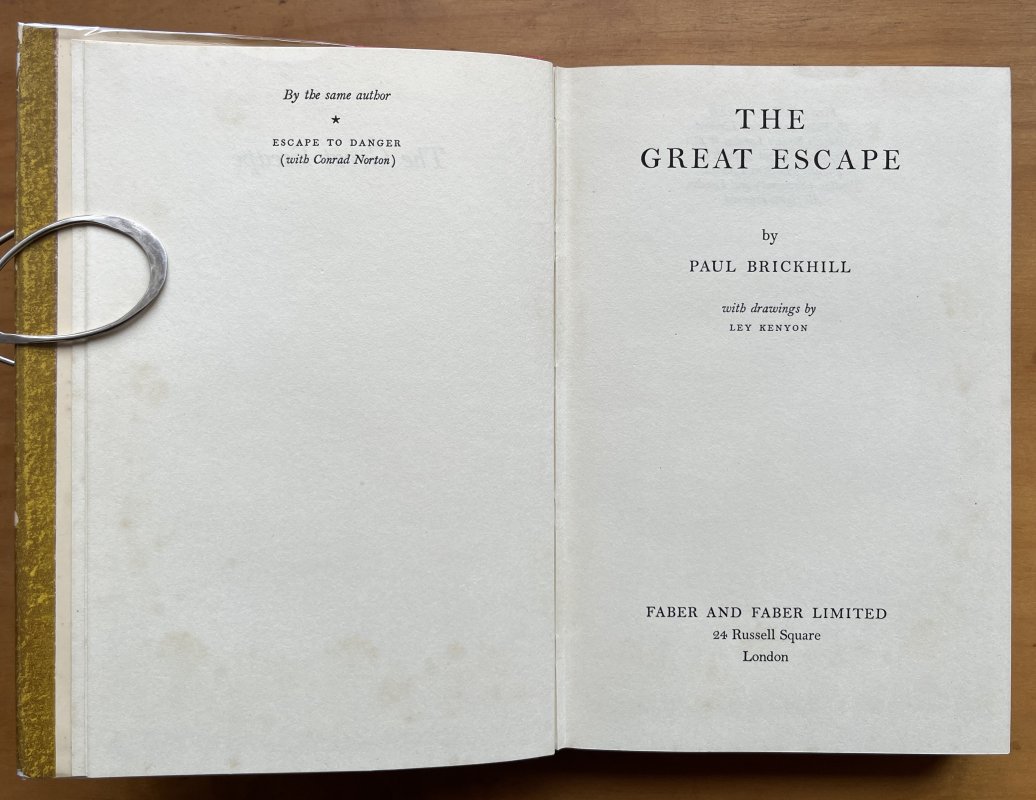 By the same author
★
ESCAPE TO DANGER
(with Conrad Norton)
THE
GREAT ESCAPE
by
PAUL BRICKHILL
with drawings by
LEY KENYON
FABER AND FABER LIMITED
24 Russell Square
London